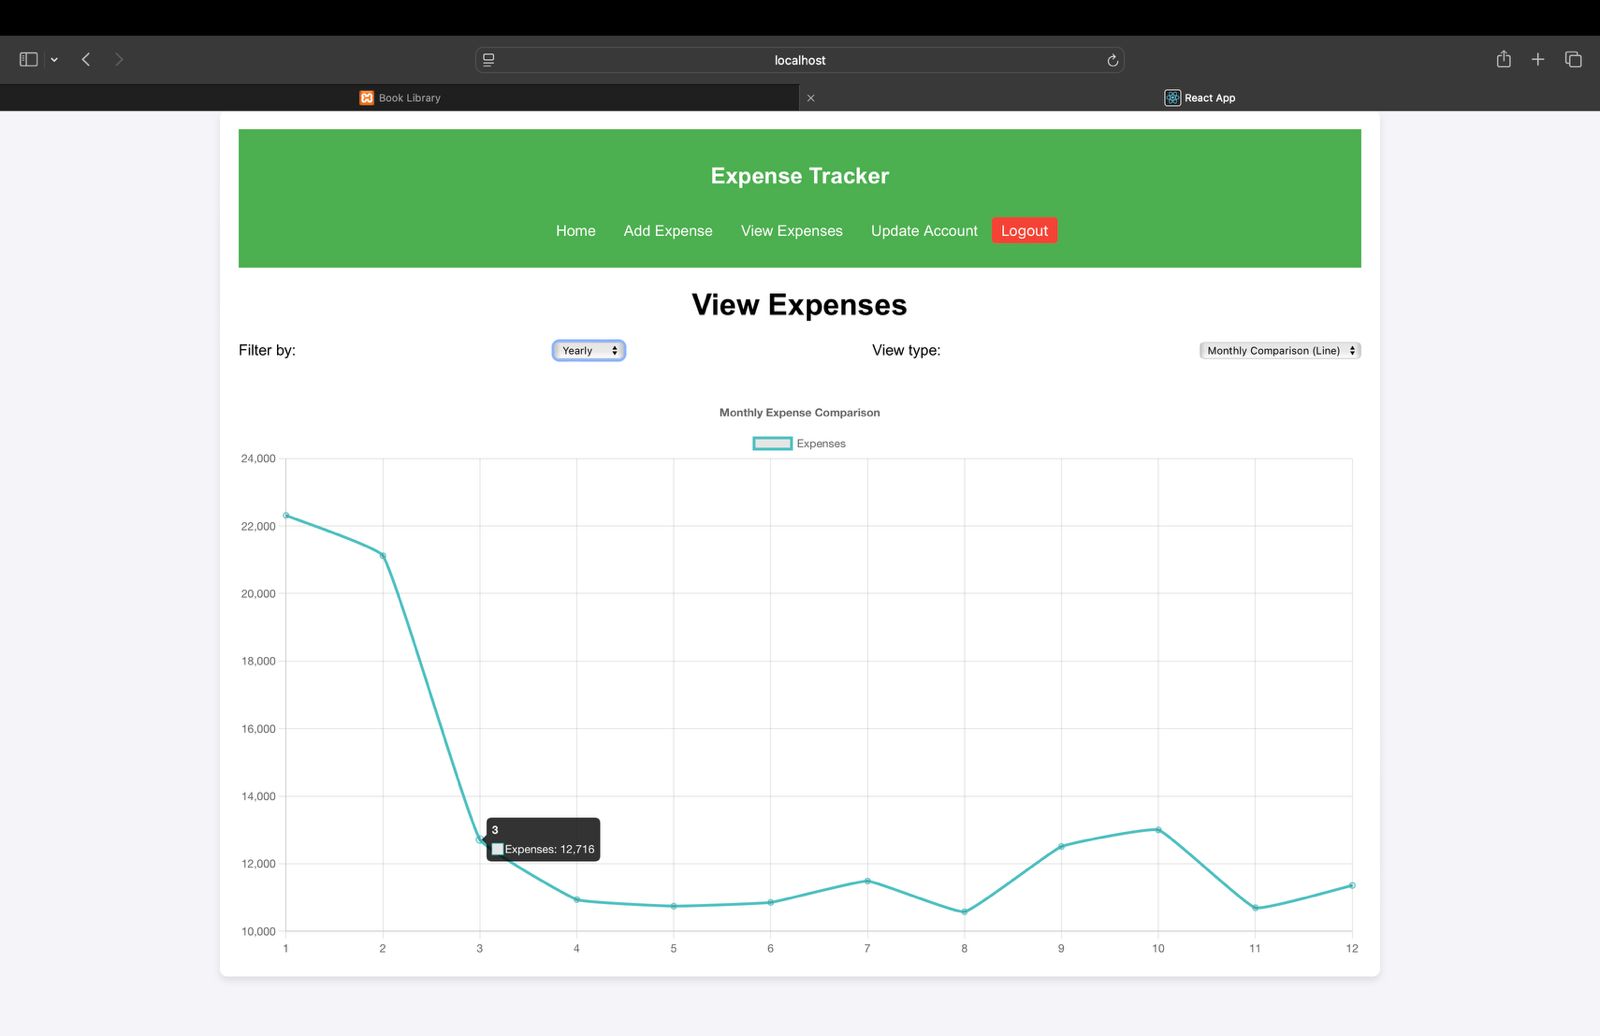 localhost
Book Library
React App
Expense Tracker
Home Add Expense View Expenses Update Account Logout
View Expenses
Filter by: Yearly View type: Monthly Comparison (Line)
Monthly Expense Comparison
Expenses
24,000
22,000
20,000
18,000
16,000
14,000
12,000
10,000
3
Expenses: 12,716
1 2 3 4 5 6 7 8 9 10 11 12